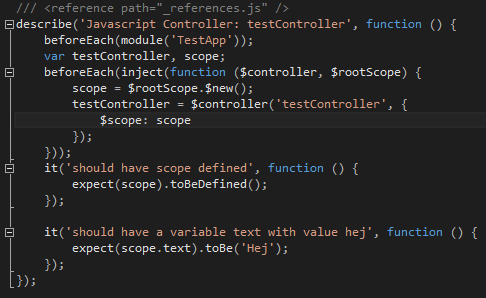 /// <reference path="_references.js" />
describe('Javascript Controller: testController', function () {
    beforeEach(module('TestApp'));
    var testController, scope;
    beforeEach(inject(function ($controller, $rootScope) {
        scope = $rootScope.$new();
        testController = $controller('testController', {
            $scope: scope
        });
    }));
    it('should have scope defined', function () {
        expect(scope).toBeDefined();
    });

    it('should have a variable text with value hej', function () {
        expect(scope.text).toBe('Hej');
    });
});